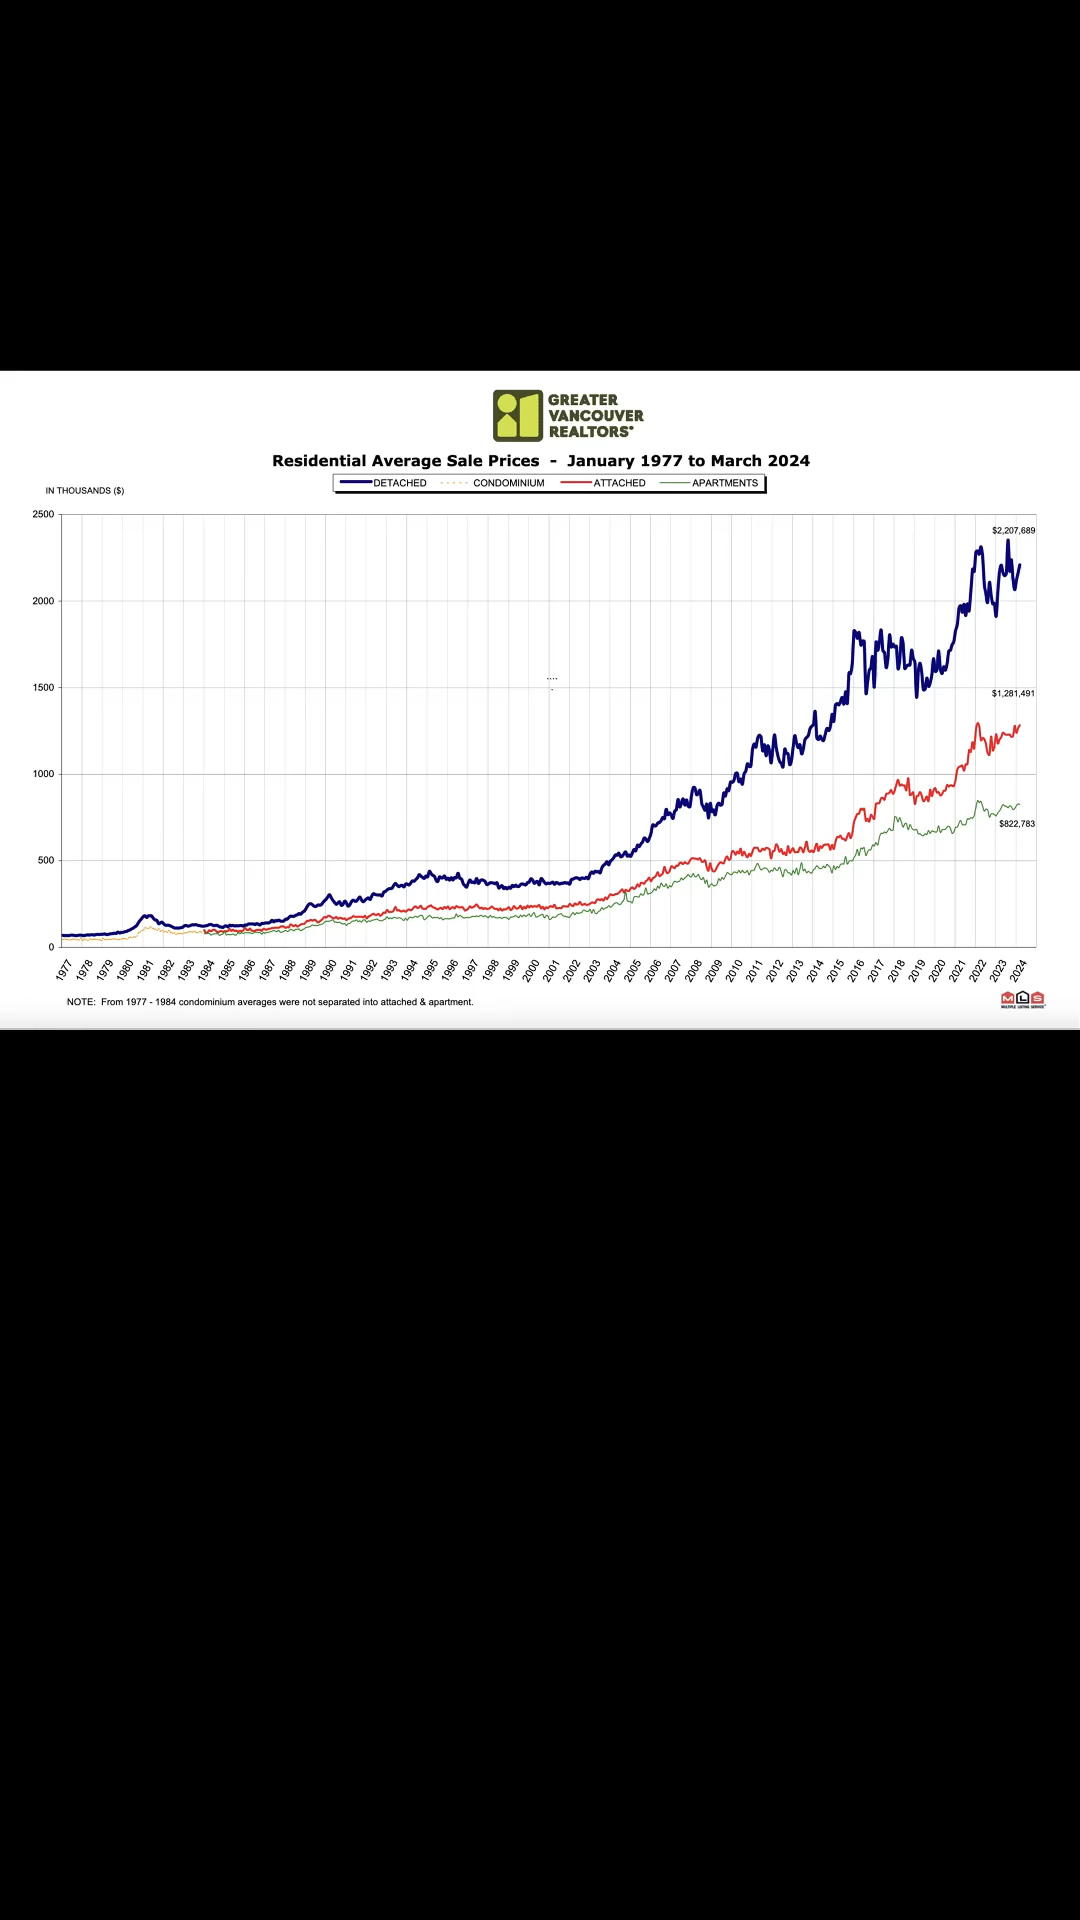 GREATER
VANCOUVER
REALTORS®
Residential Average Sale Prices - January 1977 to March 2024
DETACHED CONDOMINIUM ATTACHED APARTMENTS
IN THOUSANDS ($)
2500
$2,207,689
2000
1500
$1,281,491
1000
$822,783
500
0
1977 1978 1979 1980 1981 1982 1983 1984 1985 1986 1987 1988 1989 1990 1991 1992 1993 1994 1995 1996 1997 1998 1999 2000 2001 2002 2003 2004 2005 2006 2007 2008 2009 2010 2011 2012 2013 2014 2015 2016 2017 2018 2019 2020 2021 2022 2023 2024
NOTE: From 1977 - 1984 condominium averages were not separated into attached & apartment.
MLS
MULTIPLE LISTING SERVICE